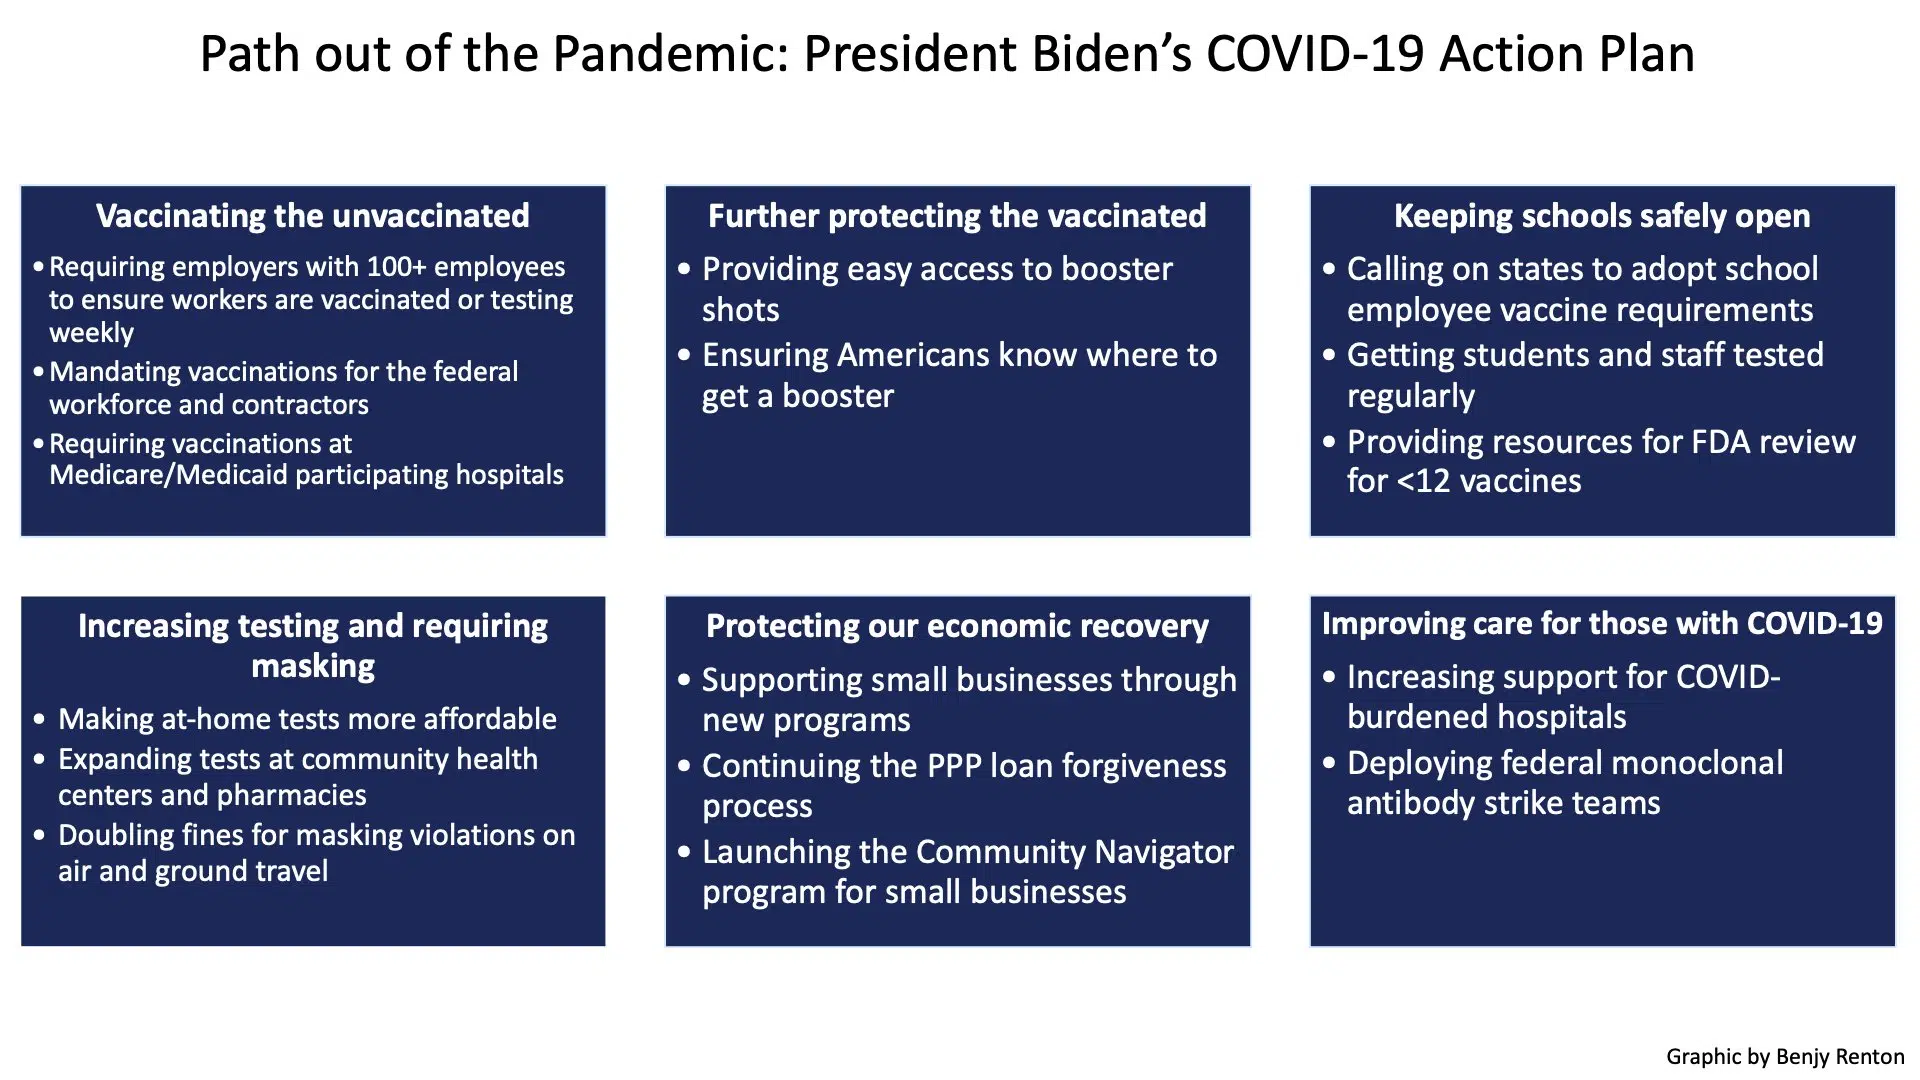 Path out of the Pandemic: President Biden’s COVID-19 Action Plan
Vaccinating the unvaccinated
• Requiring employers with 100+ employees
to ensure workers are vaccinated or testing
weekly
• Mandating vaccinations for the federal
workforce and contractors
• Requiring vaccinations at
Medicare/Medicaid participating hospitals
Further protecting the vaccinated
• Providing easy access to booster
shots
• Ensuring Americans know where to
get a booster
Keeping schools safely open
• Calling on states to adopt school
employee vaccine requirements
• Getting students and staff tested
regularly
• Providing resources for FDA review
for <12 vaccines
Increasing testing and requiring
masking
• Making at-home tests more affordable
• Expanding tests at community health
centers and pharmacies
• Doubling fines for masking violations on
air and ground travel
Protecting our economic recovery
• Supporting small businesses through
new programs
• Continuing the PPP loan forgiveness
process
• Launching the Community Navigator
program for small businesses
Improving care for those with COVID-19
• Increasing support for COVID-
burdened hospitals
• Deploying federal monoclonal
antibody strike teams
Graphic by Benjy Renton